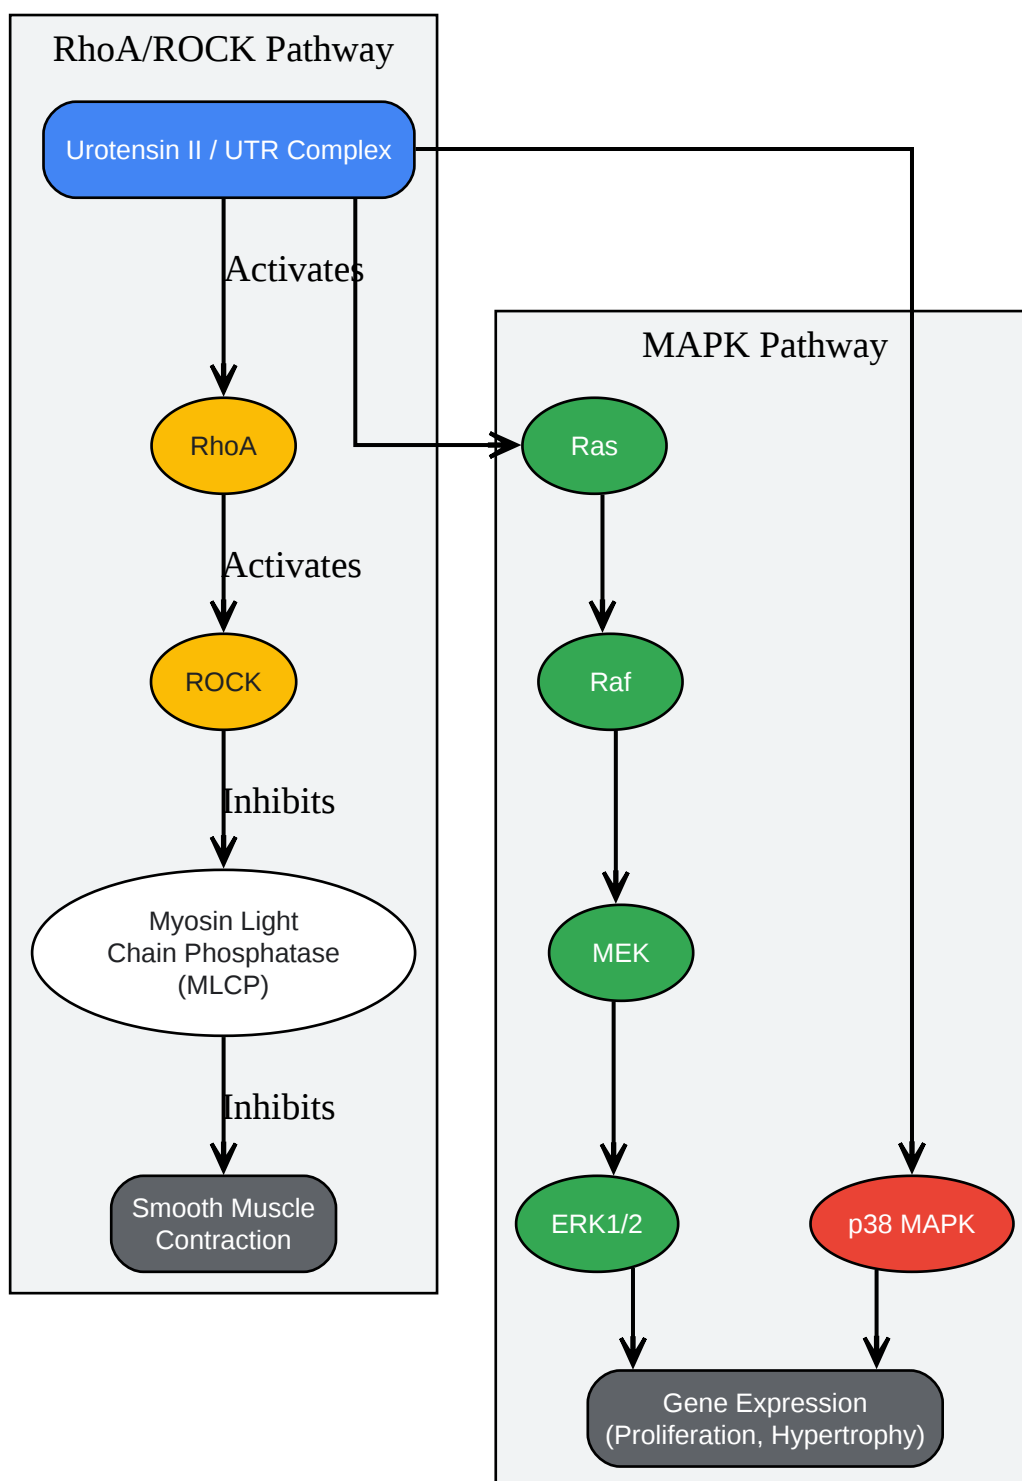 RhoA/ROCK Pathway
Urotensin II / UTR Complex
Activates
RhoA
Activates
ROCK
Inhibits
Myosin Light
Chain Phosphatase
(MLCP)
Inhibits
Smooth Muscle
Contraction
MAPK Pathway
Ras
Raf
MEK
ERK1/2
p38 MAPK
Gene Expression
(Proliferation, Hypertrophy)